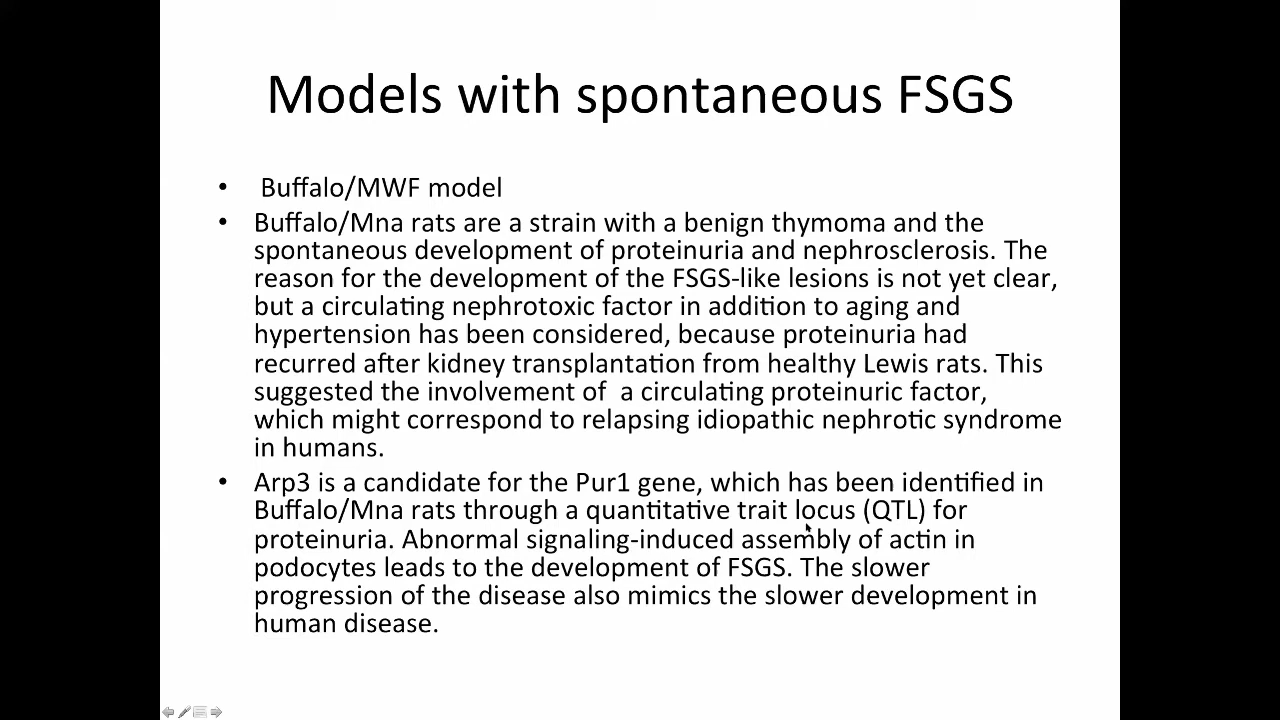 Models with spontaneous FSGS
• Buffalo/MWF model
• Buffalo/Mna rats are a strain with a benign thymoma and the
spontaneous development of proteinuria and nephrosclerosis. The
reason for the development of the FSGS-like lesions is not yet clear,
but a circulating nephrotoxic factor in addition to aging and
hypertension has been considered, because proteinuria had
recurred after kidney transplantation from healthy Lewis rats. This
suggested the involvement of  a circulating proteinuric factor,
which might correspond to relapsing idiopathic nephrotic syndrome
in humans.
• Arp3 is a candidate for the Pur1 gene, which has been identified in
Buffalo/Mna rats through a quantitative trait locus (QTL) for
proteinuria. Abnormal signaling-induced assembly of actin in
podocytes leads to the development of FSGS. The slower
progression of the disease also mimics the slower development in
human disease.